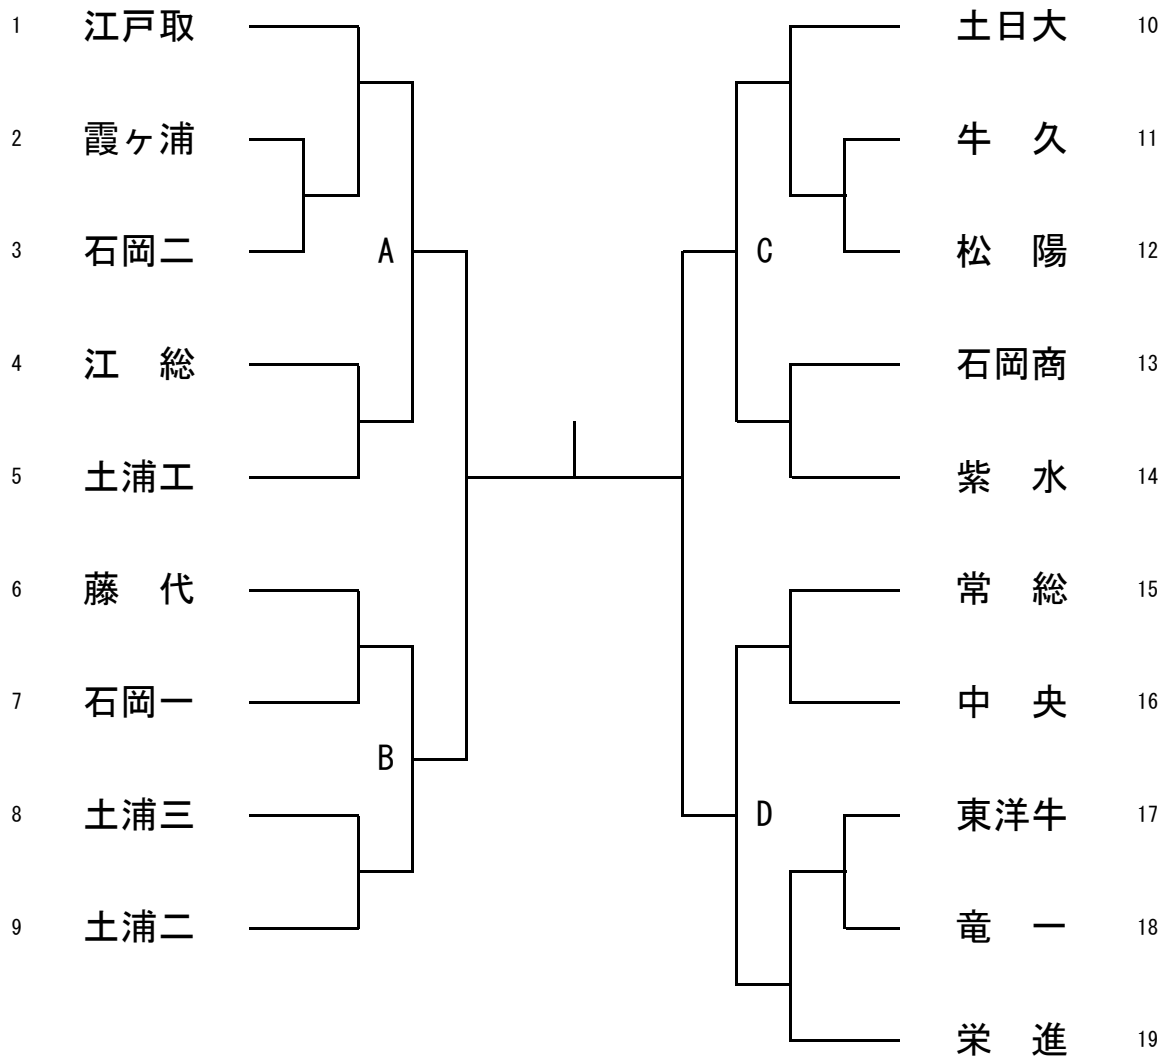 1 江戸取
2 霞ヶ浦
3 石岡二
4 江　総
5 土浦工
6 藤　代
7 石岡一
8 土浦三
9 土浦二
A
B
土日大 10
牛　久 11
松　陽 12
石岡商 13
紫　水 14
常　総 15
中　央 16
東洋牛 17
竜　一 18
栄　進 19
C
D